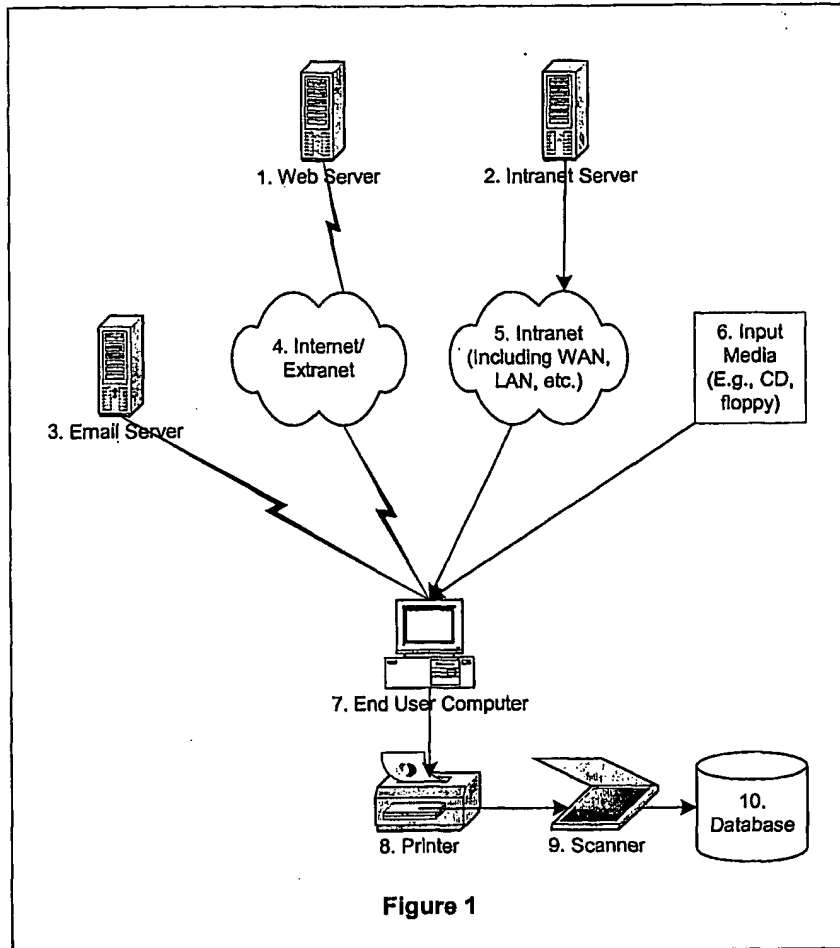 1. Web Server
2. Intranet Server
4. Internet/
Extranet
5. Intranet
(including WAN,
LAN, etc.)
6. Input
Media
(E.g., CD,
floppy)
3. Email Server
7. End User Computer
8. Printer
9. Scanner
10.
Database
Figure 1